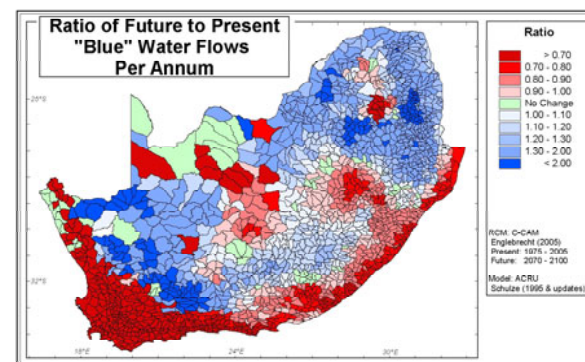 Ratio of Future to Present
"Blue" Water Flows
Per Annum
Ratio
> 0.70
0.70 - 0.80
0.80 - 0.90
0.90 - 1.00
No Change
1.00 - 1.10
1.10 - 1.20
1.20 - 1.30
1.30 - 2.00
< 2.00
RCM: C-CAM
Englebrecht (2005)
Present: 1975 - 2005
Future: 2070 - 2100
Model: ACRU
Schulze (1995 & updates)
18°E
24°E
30°E